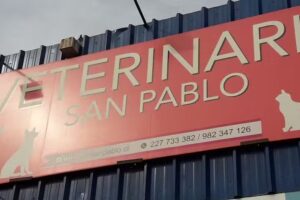 VETERINARI
SAN PABLO
227 733 382 / 982 347 126